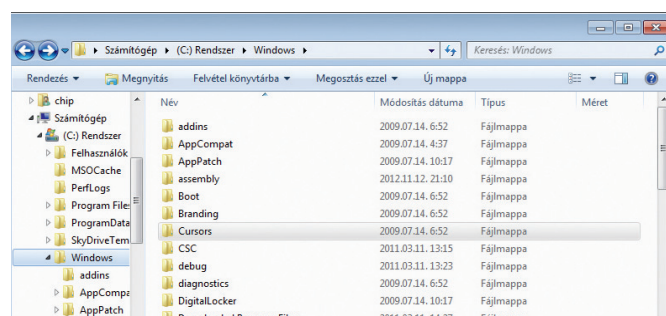 Számítógép ▸ (C:) Rendszer ▸ Windows ▸
Keresés: Windows
Rendezés Megnyitás Felvétel könyvtárba Megosztás ezzel Új mappa
chip
Számítógép
(C:) Rendszer
Felhasználók
MSOCache
PerfLogs
Program Files
ProgramData
SkyDriveTem
Windows
addins
AppCompa
AppPatch
Név Módosítás dátuma Típus Méret
addins 2009.07.14. 6:52 Fájlmappa
AppCompat 2009.07.14. 4:37 Fájlmappa
AppPatch 2009.07.14. 10:17 Fájlmappa
assembly 2012.11.12. 21:10 Fájlmappa
Boot 2009.07.14. 6:52 Fájlmappa
Branding 2009.07.14. 6:52 Fájlmappa
Cursors 2009.07.14. 6:52 Fájlmappa
CSC 2011.03.11. 13:15 Fájlmappa
debug 2011.03.11. 13:23 Fájlmappa
diagnostics 2009.07.14. 6:52 Fájlmappa
DigitalLocker 2009.07.14. 10:17 Fájlmappa